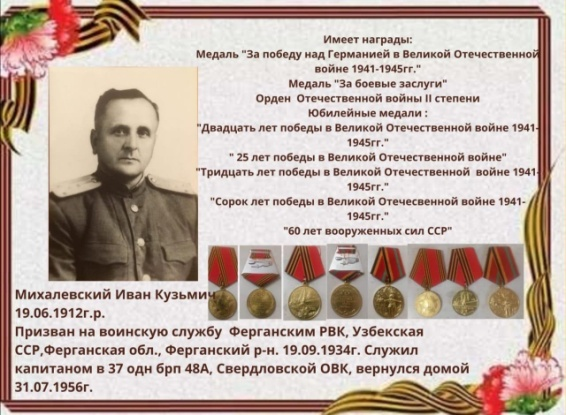 Имеет награды:
Медаль "За победу над Германией в Великой Отечественной
войне 1941-1945гг."
Медаль "За боевые заслуги"
Орден Отечественной войны II степени
Юбилейные медали :
"Двадцать лет победы в Великой Отечественной войне 1941-
1945гг."
" 25 лет победы в Великой Отечественной войне"
"Тридцать лет победы в Великой Отечественной войне 1941-
1945гг."
"Сорок лет победы в Великой Отечесвенной войне 1941-
1945гг."
"60 лет вооруженных сил ССР"
Михалевский Иван Кузьмич
19.06.1912г.р.
Призван на воинскую службу Ферганским РВК, Узбекская
ССР,Ферганская обл., Ферганский р-н. 19.09.1934г. Служил
капитаном в 37 одн брп 48А, Свердловской ОВК, вернулся домой
31.07.1956г.